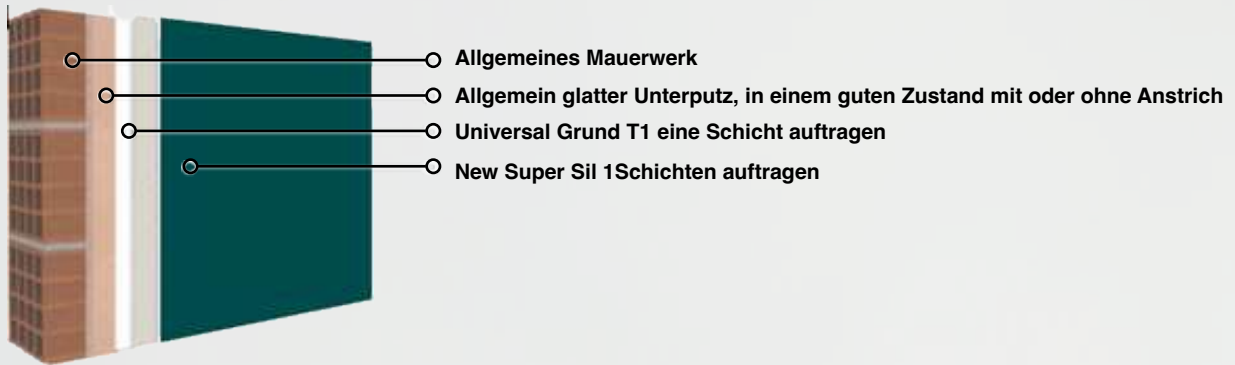 Allgemeines Mauerwerk
Allgemein glatter Unterputz, in einem guten Zustand mit oder ohne Anstrich
Universal Grund T1 eine Schicht auftragen
New Super Sil 1Schichten auftragen